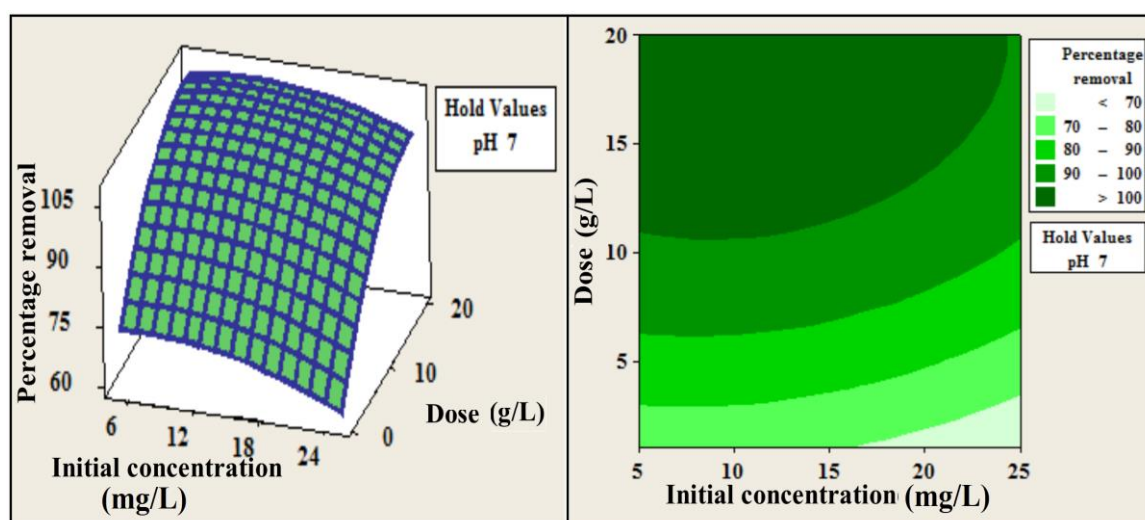 Hold Values
pH 7
Percentage removal
105
90
75
60
6
12
18
24
Initial concentration
(mg/L)
0
10
20
Dose (g/L)
Dose (g/L)
20
15
10
5
5
10
15
20
25
Initial concentration (mg/L)
Percentage
removal
< 70
70 – 80
80 – 90
90 – 100
> 100
Hold Values
pH 7